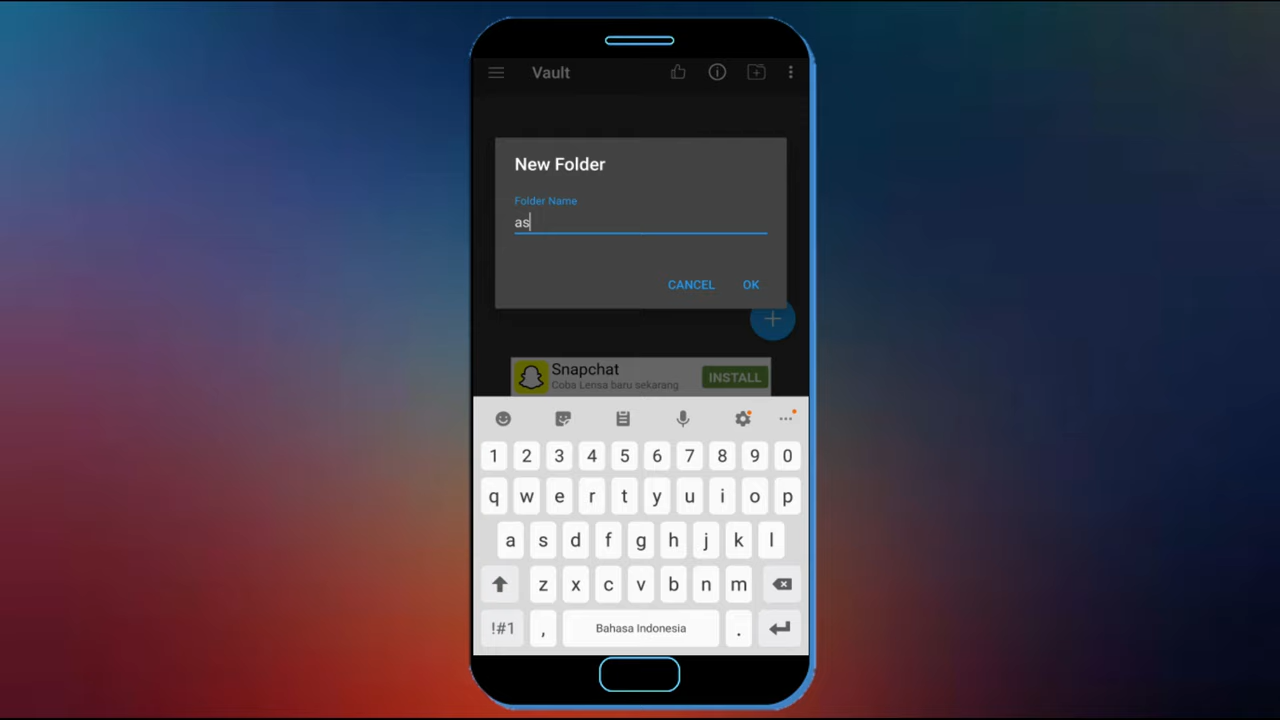 Vault
New Folder
Folder Name
as
CANCEL OK
Snapchat
Coba Lensa baru sekarang.
INSTALL
1 2 3 4 5 6 7 8 9 0
q w e r t y u i o p
a s d f g h j k l
z x c v b n m
!#1 , Bahasa Indonesia .